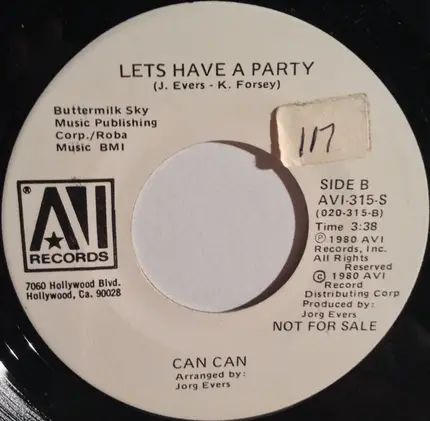 LETS HAVE A PARTY
(J. Evers - K. Forsey)
Buttermilk Sky
Music Publishing
Corp./Roba
Music BMI
117
SIDE B
AVI-315-S
(020-315-B)
Time 3:38
Ⓟ 1980 AVI
Records, Inc.
All Rights
Reserved
© 1980 AVI
Record
Distributing Corp
Produced by:
Jorg Evers
NOT FOR SALE
®
AVI
RECORDS
7060 Hollywood Blvd.
Hollywood, Ca. 90028
CAN CAN
Arranged by:
Jorg Evers